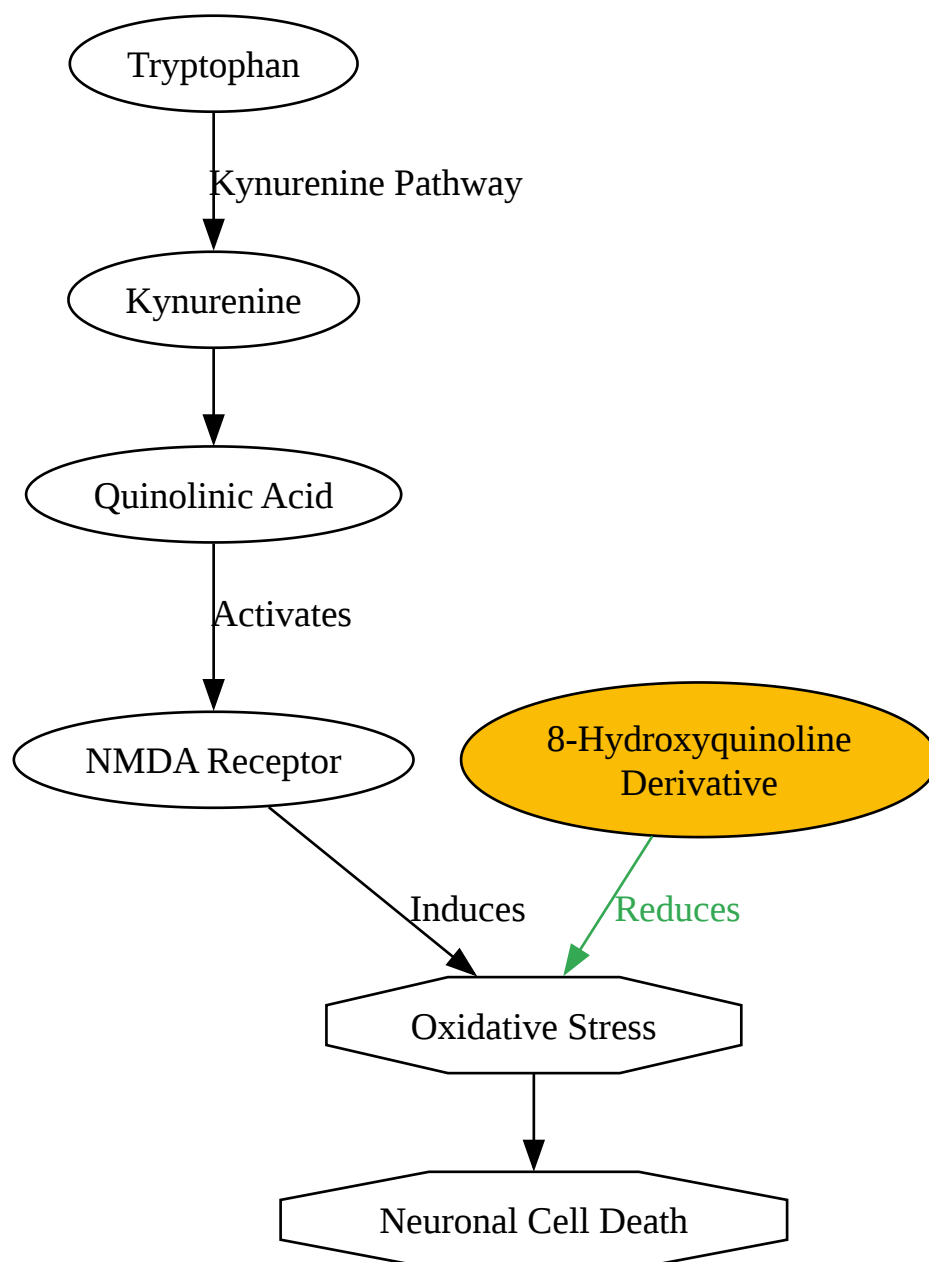 Tryptophan
Kynurenine Pathway
Kynurenine
Quinolinic Acid
Activates
NMDA Receptor
8-Hydroxyquinoline
Derivative
Induces
Reduces
Oxidative Stress
Neuronal Cell Death